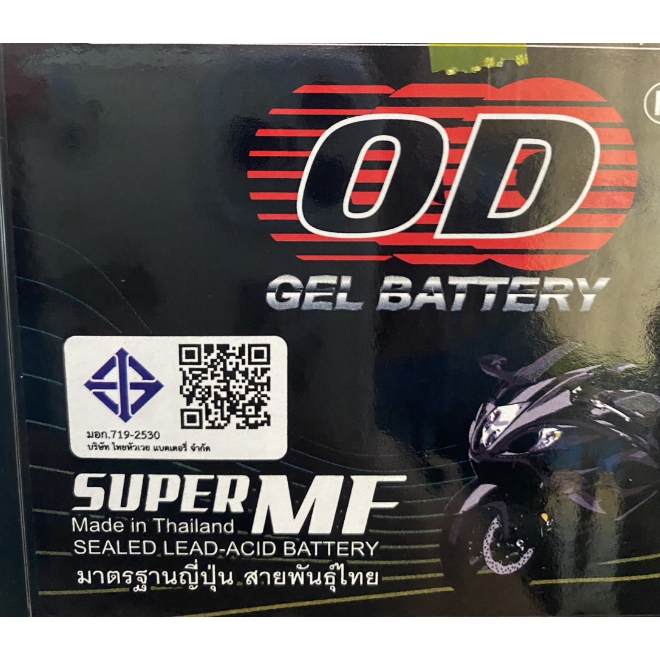 OD
GEL BATTERY
มอก.719-2530
บริษัท ไทยหัวเวย แบตเตอรี่ จำกัด
SUPER MF
Made in Thailand
SEALED LEAD-ACID BATTERY
มาตรฐานญี่ปุ่น สายพันธุ์ไทย